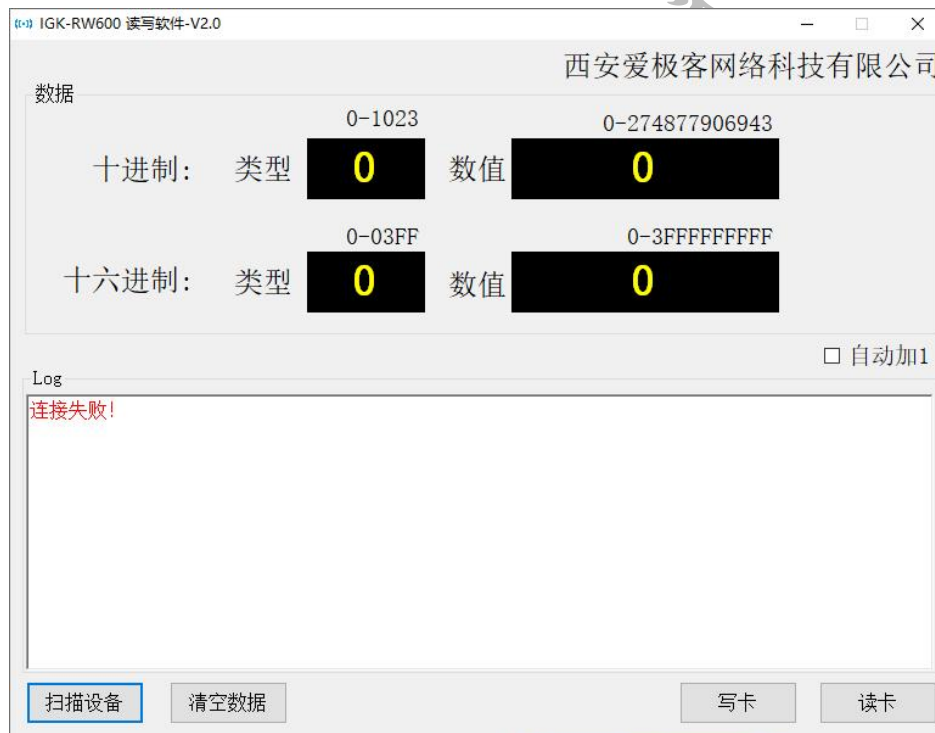 IGK-RW600 读写软件-V2.0
西安爱极客网络科技有限公司
数据
0-1023 0-274877906943
十进制: 类型 0 数值 0
0-03FF 0-3FFFFFFFFF
十六进制: 类型 0 数值 0
自动加1
Log
连接失败!
扫描设备 清空数据 写卡 读卡